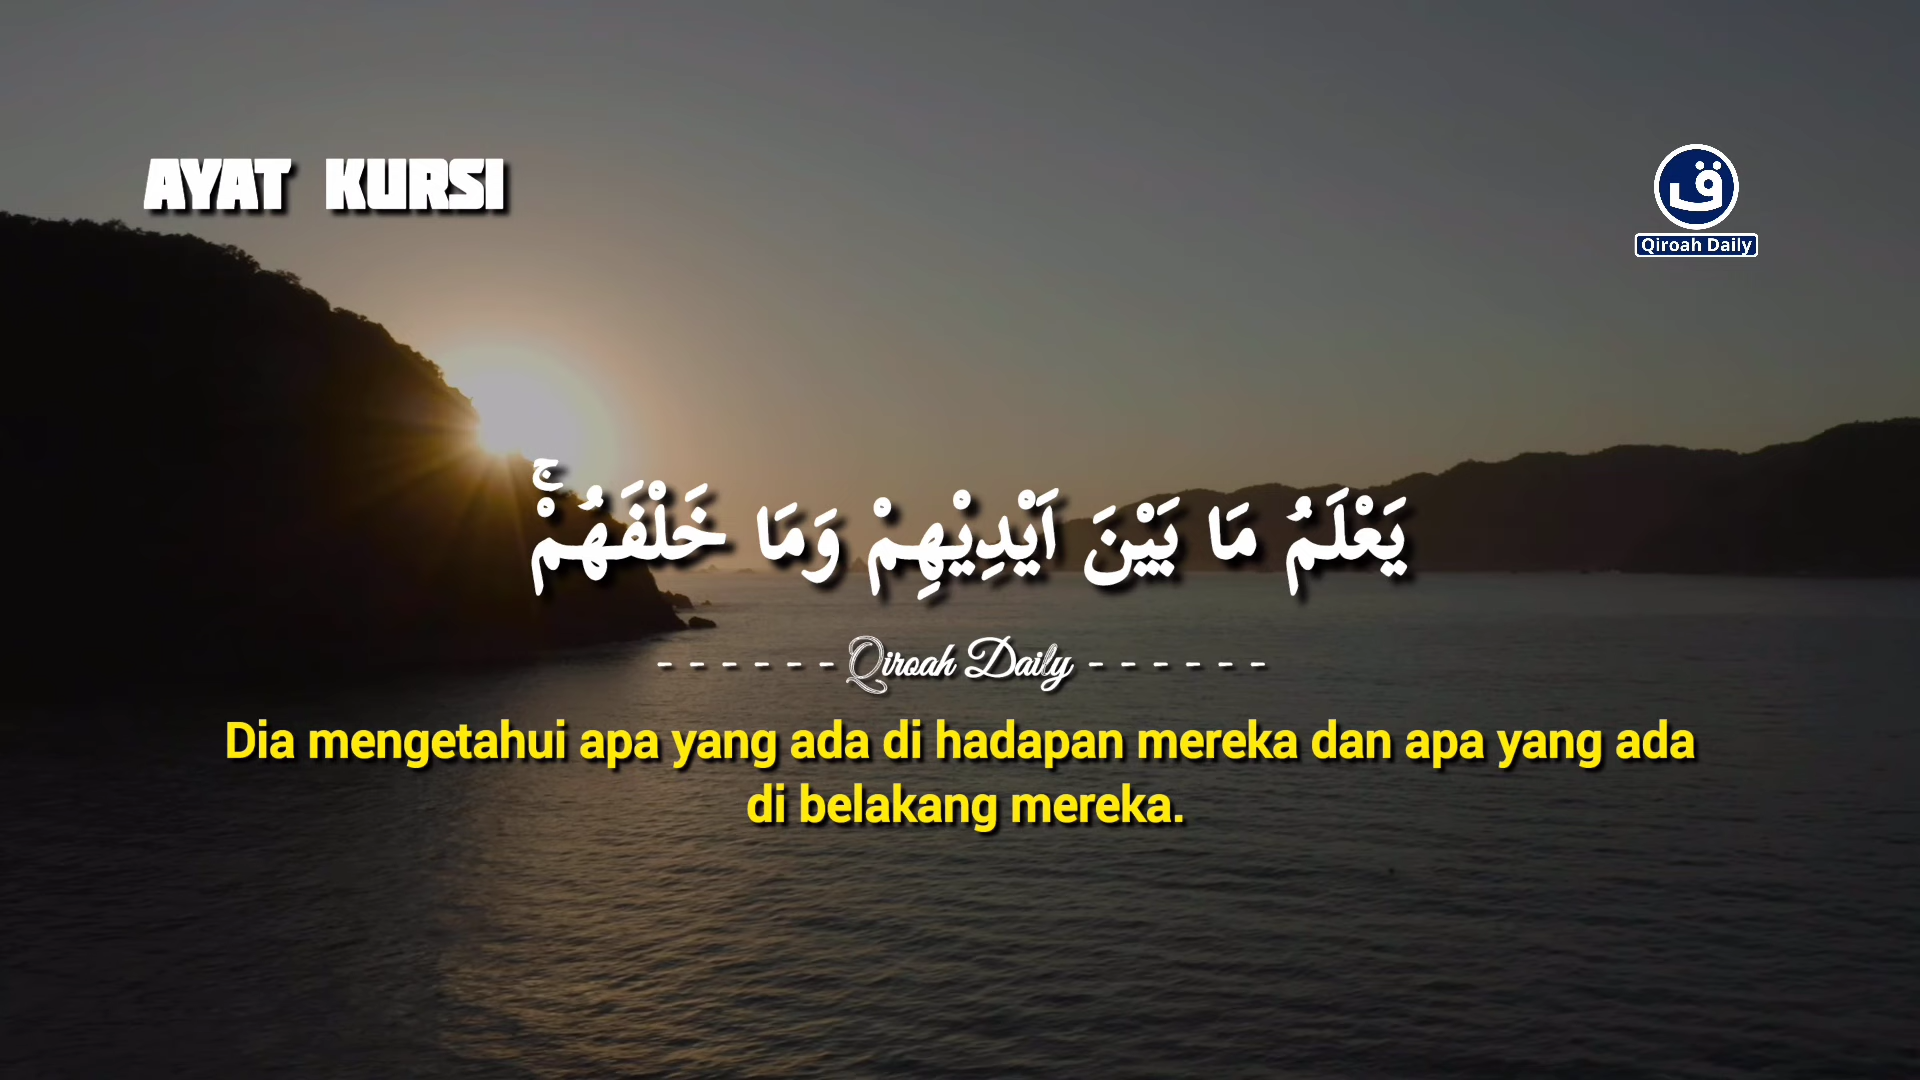 AYAT KURSI
ق
Qiroah Daily
يَعْلَمُ مَا بَيْنَ اَيْدِيْهِمْ وَمَا خَلْفَهُمْۚ
- - - - - - Qiroah Daily - - - - - -
Dia mengetahui apa yang ada di hadapan mereka dan apa yang ada
di belakang mereka.